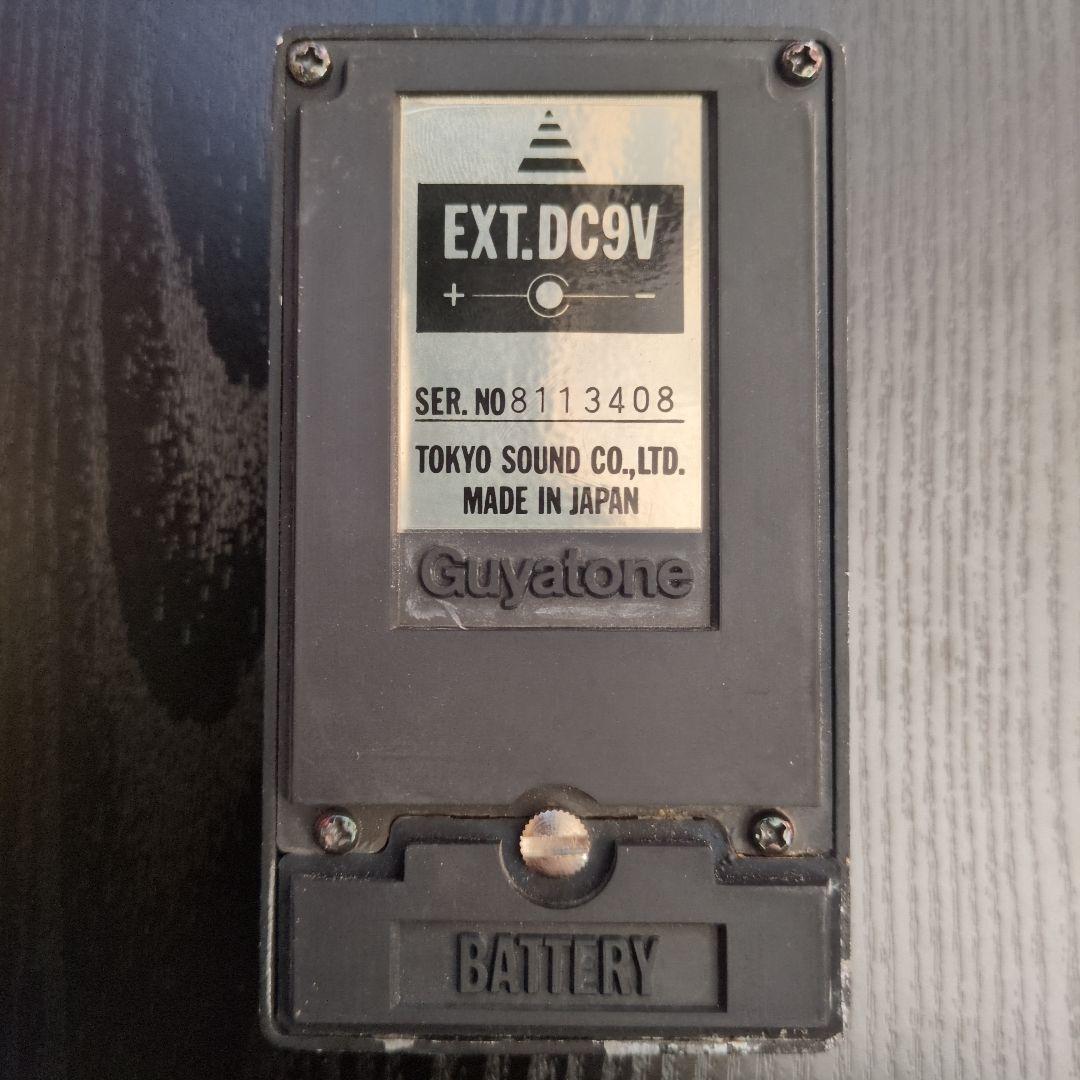 EXT.DC9V
+ -
SER. NO 8113408
TOKYO SOUND CO.,LTD.
MADE IN JAPAN
Guyatone
BATTERY